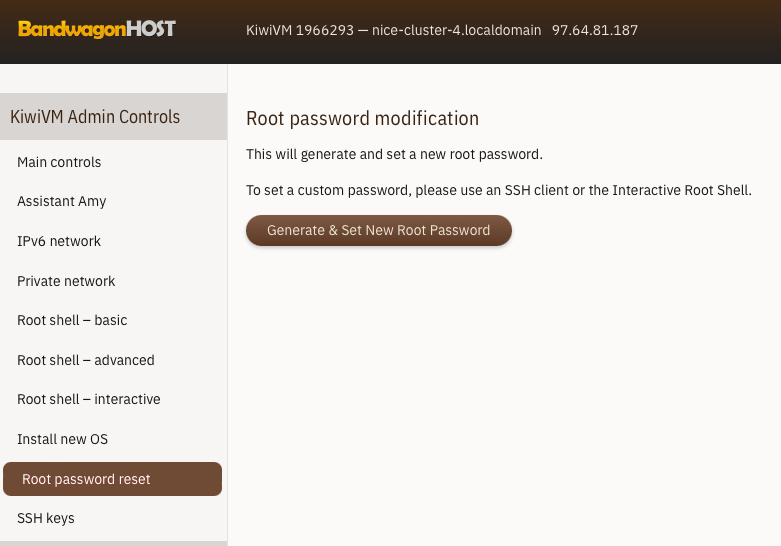 BandwagonHOST
KiwiVM 1966293 — nice-cluster-4.localdomain 97.64.81.187
KiwiVM Admin Controls
Main controls
Assistant Amy
IPv6 network
Private network
Root shell – basic
Root shell – advanced
Root shell – interactive
Install new OS
Root password reset
SSH keys
Root password modification
This will generate and set a new root password.
To set a custom password, please use an SSH client or the Interactive Root Shell.
Generate & Set New Root Password